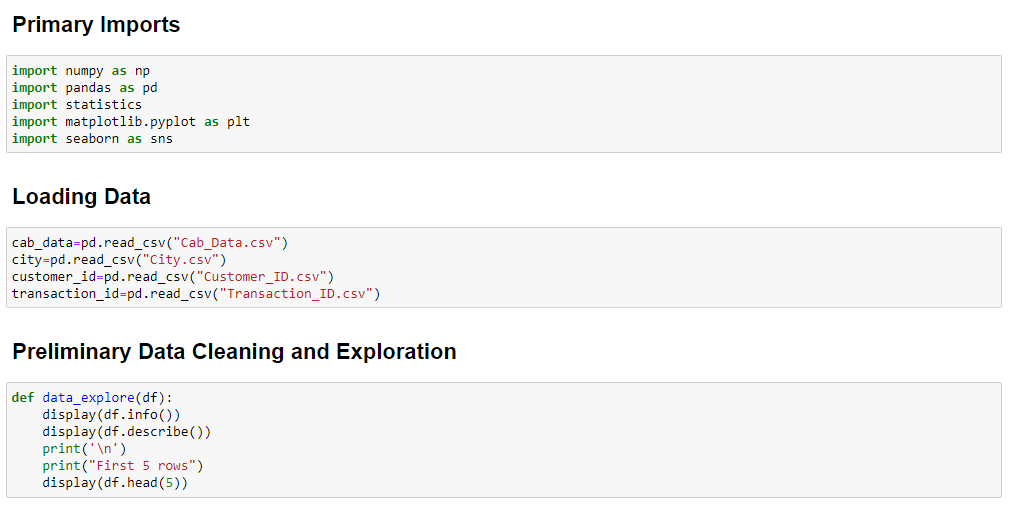 Primary Imports
import numpy as np
import pandas as pd
import statistics
import matplotlib.pyplot as plt
import seaborn as sns
Loading Data
cab_data=pd.read_csv("Cab_Data.csv")
city=pd.read_csv("City.csv")
customer_id=pd.read_csv("Customer_ID.csv")
transaction_id=pd.read_csv("Transaction_ID.csv")
Preliminary Data Cleaning and Exploration
def data_explore(df):
    display(df.info())
    display(df.describe())
    print('\n')
    print("First 5 rows")
    display(df.head(5))